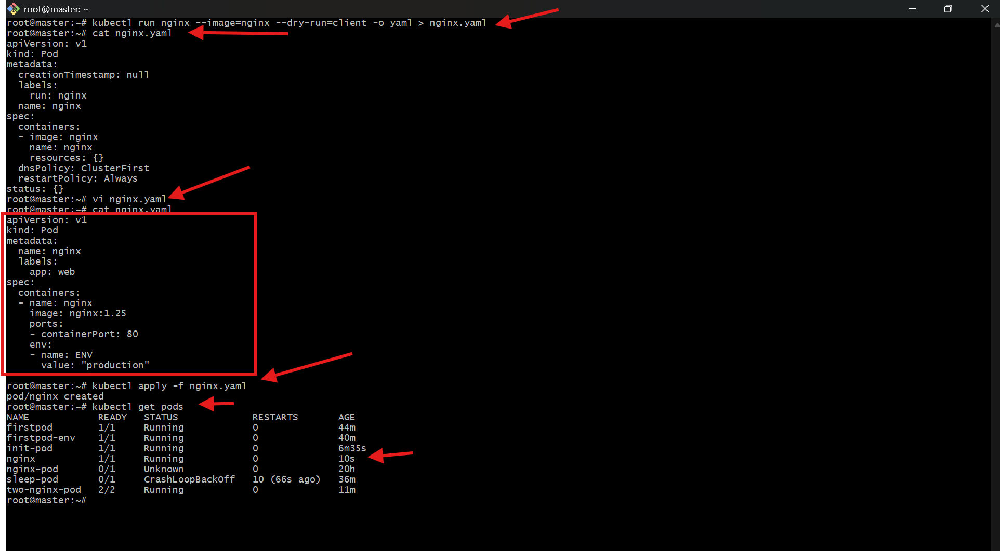 root@master: ~
root@master:~# kubectl run nginx --image=nginx --dry-run=client -o yaml > nginx.yaml
root@master:~# cat nginx.yaml
apiVersion: v1
kind: Pod
metadata:
  creationTimestamp: null
  labels:
    run: nginx
  name: nginx
spec:
  containers:
  - image: nginx
    name: nginx
    resources: {}
  dnsPolicy: ClusterFirst
  restartPolicy: Always
status: {}
root@master:~# vi nginx.yaml
root@master:~# cat nginx.yaml
apiVersion: v1
kind: Pod
metadata:
  name: nginx
  labels:
    app: web
spec:
  containers:
  - name: nginx
    image: nginx:1.25
    ports:
    - containerPort: 80
    env:
    - name: ENV
      value: "production"
root@master:~# kubectl apply -f nginx.yaml
pod/nginx created
root@master:~# kubectl get pods
NAME            READY   STATUS             RESTARTS       AGE
firstpod        1/1     Running            0              44m
firstpod-env    1/1     Running            0              40m
init-pod        1/1     Running            0              6m35s
nginx           1/1     Running            0              10s
nginx-pod       0/1     Unknown            0              20h
sleep-pod       0/1     CrashLoopBackOff   10 (66s ago)   36m
two-nginx-pod   2/2     Running            0              11m
root@master:~#